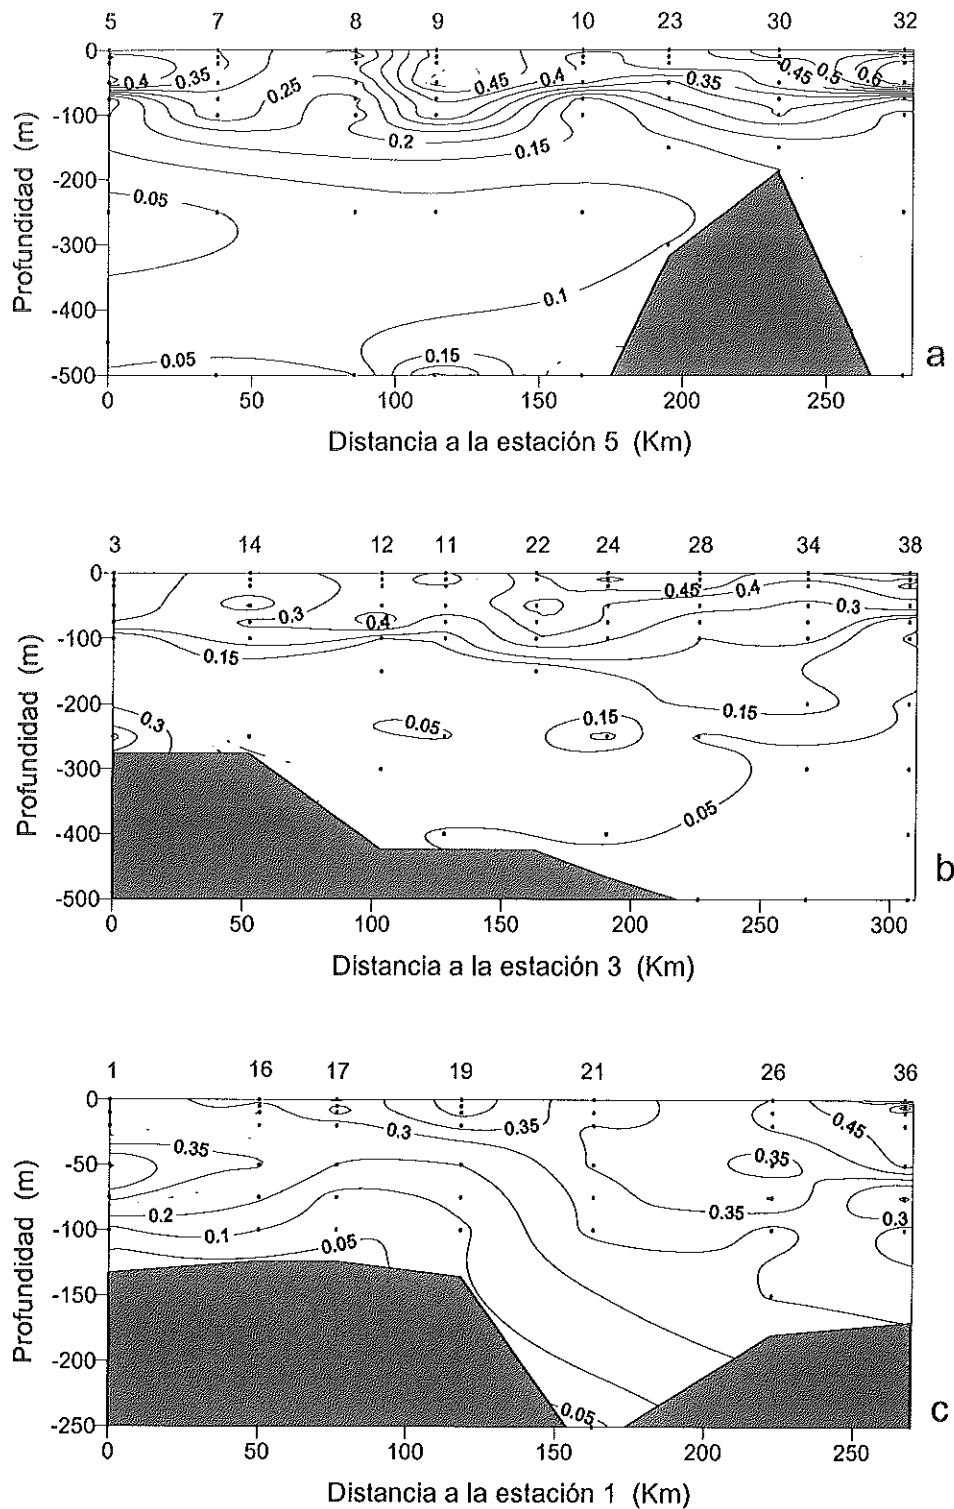 5 7 8 9 10 23 30 32
0
-100
-200
-300
-400
-500
Profundidad (m)
0.4 0.35 0.25 0.45 0.4 0.35 0.45 0.5 0.6
0.2 0.15
0.05
0.1
0.05 0.15
0 50 100 150 200 250
Distancia a la estación 5 (Km)
a
3 14 12 11 22 24 28 34 38
0
-100
-200
-300
-400
-500
Profundidad (m)
0.3 0.4 0.45 0.4 0.3
0.15
0.3 0.05 0.15 0.15
0.05
0 50 100 150 200 250 300
Distancia a la estación 3 (Km)
b
1 16 17 19 21 26 36
0
-50
-100
-150
-200
-250
Profundidad (m)
0.3 0.35 0.45
0.35 0.35
0.2 0.35 0.3
0.1
0.05
0.05
0 50 100 150 200 250
Distancia a la estación 1 (Km)
c